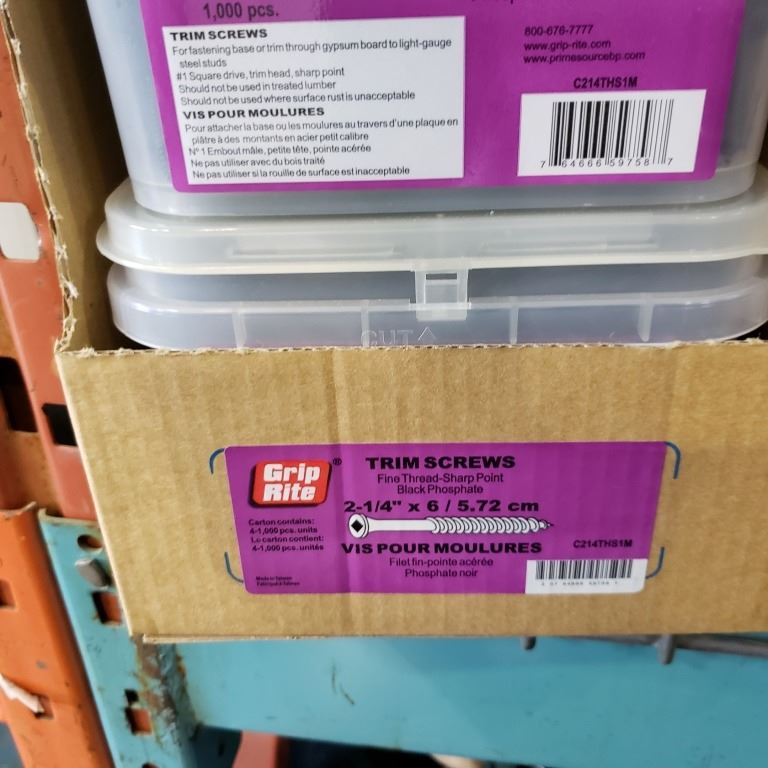 1,000 pcs.
TRIM SCREWS
For fastening base or trim through gypsum board to light-gauge
steel studs
#1 Square drive, trim head, sharp point
Should not be used in treated lumber
Should not be used where surface rust is unacceptable
VIS POUR MOULURES
Pour attacher la base ou les moulures au travers d'une plaque en
plâtre à des montants en acier petit calibre
Nº 1 Embout mâle, petite tête, pointe acérée
Ne pas utiliser avec du bois traité
Ne pas utiliser si la rouille de surface est inacceptable
800-676-7777
www.grip-rite.com
www.primesourcebp.com
C214THS1M
7 64666 59758 7
CUT
Grip
Rite
®
TRIM SCREWS
Fine Thread-Sharp Point
Black Phosphate
2-1/4" x 6 / 5.72 cm
Carton contains:
4-1,000 pcs. units
Le carton contient:
4-1,000 pcs. unités
VIS POUR MOULURES
Filet fin-pointe acérée
Phosphate noir
C214THS1M
Made in Taiwan
Fabriqué à Taiwan